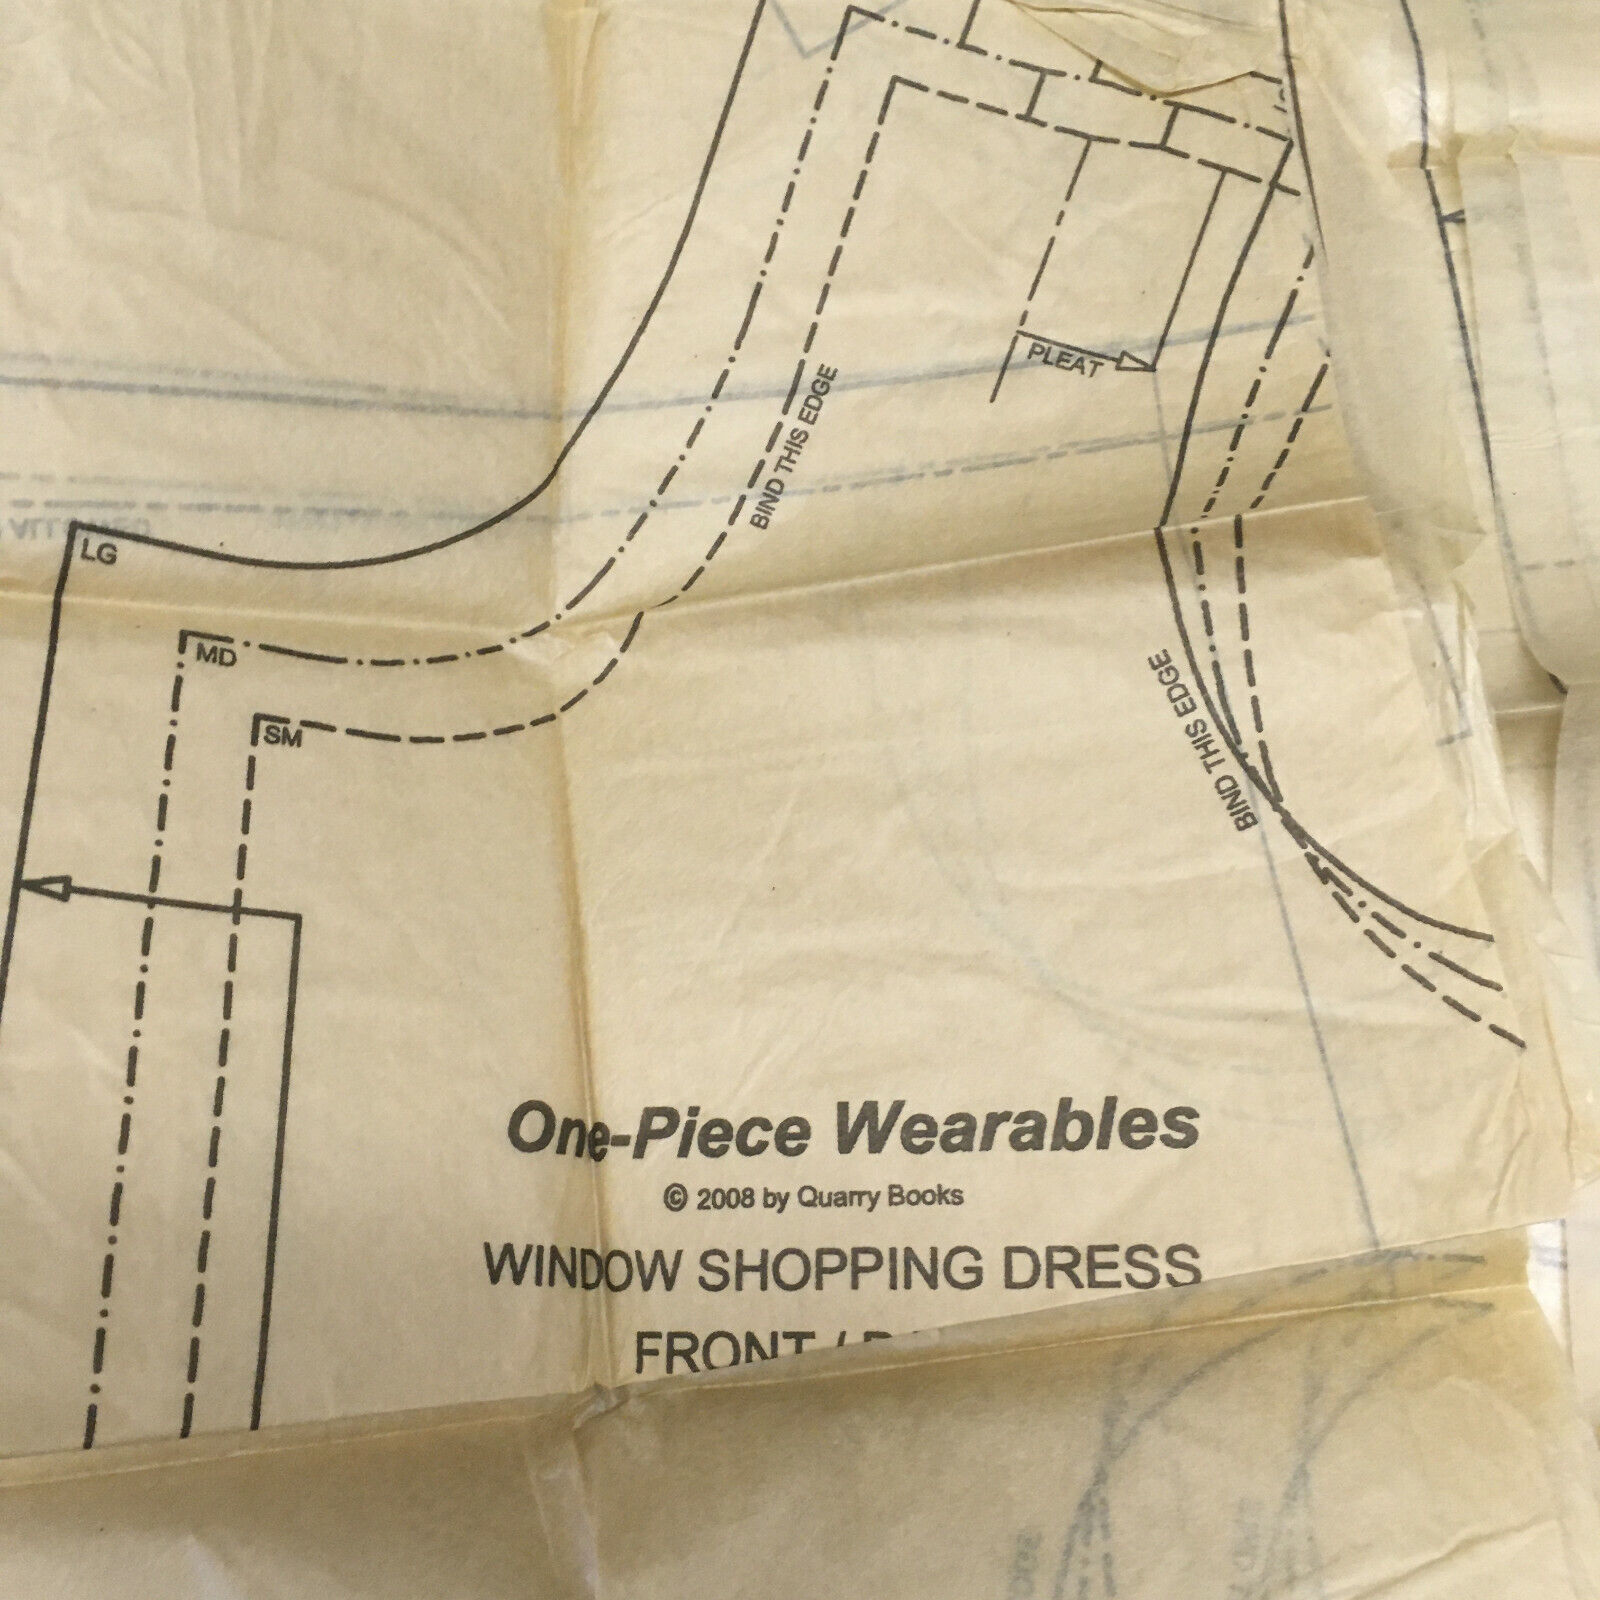 PLEAT
BIND THIS EDGE
LG
MD
SM
BIND THIS EDGE
One-Piece Wearables
© 2008 by Quarry Books
WINDOW SHOPPING DRESS
FRONT /